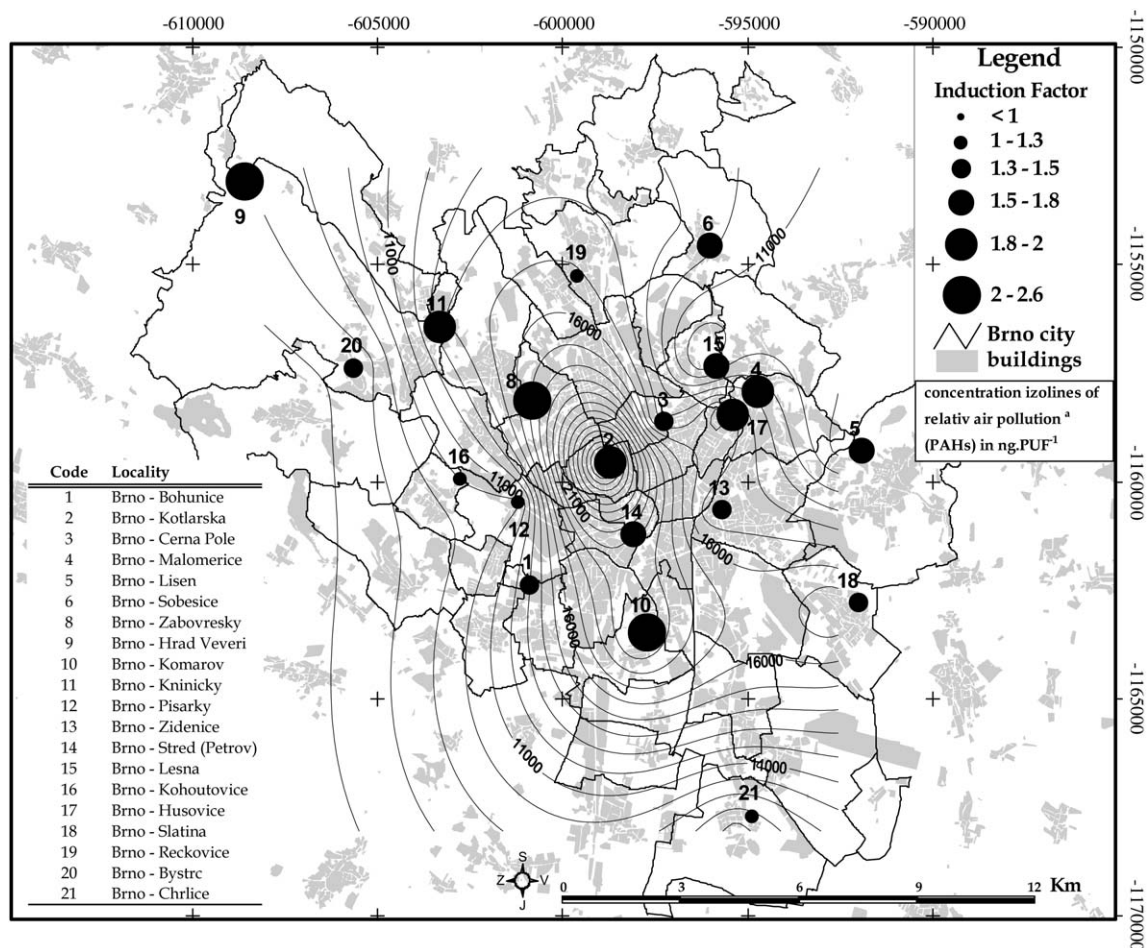 -610000 -605000 -600000 -595000 -590000
-1150000
-1155000
-1160000
-1165000
-1170000
Legend
Induction Factor
< 1
1 - 1.3
1.3 - 1.5
1.5 - 1.8
1.8 - 2
2 - 2.6
Brno city
buildings
concentration izolines of
relativ air pollution ª
(PAHs) in ng.PUF⁻¹
9
6
19
11
20
15
4
8
3
17
2
5
16
13
12
14
1
18
10
21
11000
11000
16000
11000
21000
16000
16000
16000
11000
11000
Code Locality
1 Brno - Bohunice
2 Brno - Kotlarska
3 Brno - Cerna Pole
4 Brno - Malomerice
5 Brno - Lisen
6 Brno - Sobesice
8 Brno - Zabovresky
9 Brno - Hrad Veveri
10 Brno - Komarov
11 Brno - Kninicky
12 Brno - Pisarky
13 Brno - Zidenice
14 Brno - Stred (Petrov)
15 Brno - Lesna
16 Brno - Kohoutovice
17 Brno - Husovice
18 Brno - Slatina
19 Brno - Reckovice
20 Brno - Bystrc
21 Brno - Chrlice
S
Z V
J
0 3 6 9 12 Km